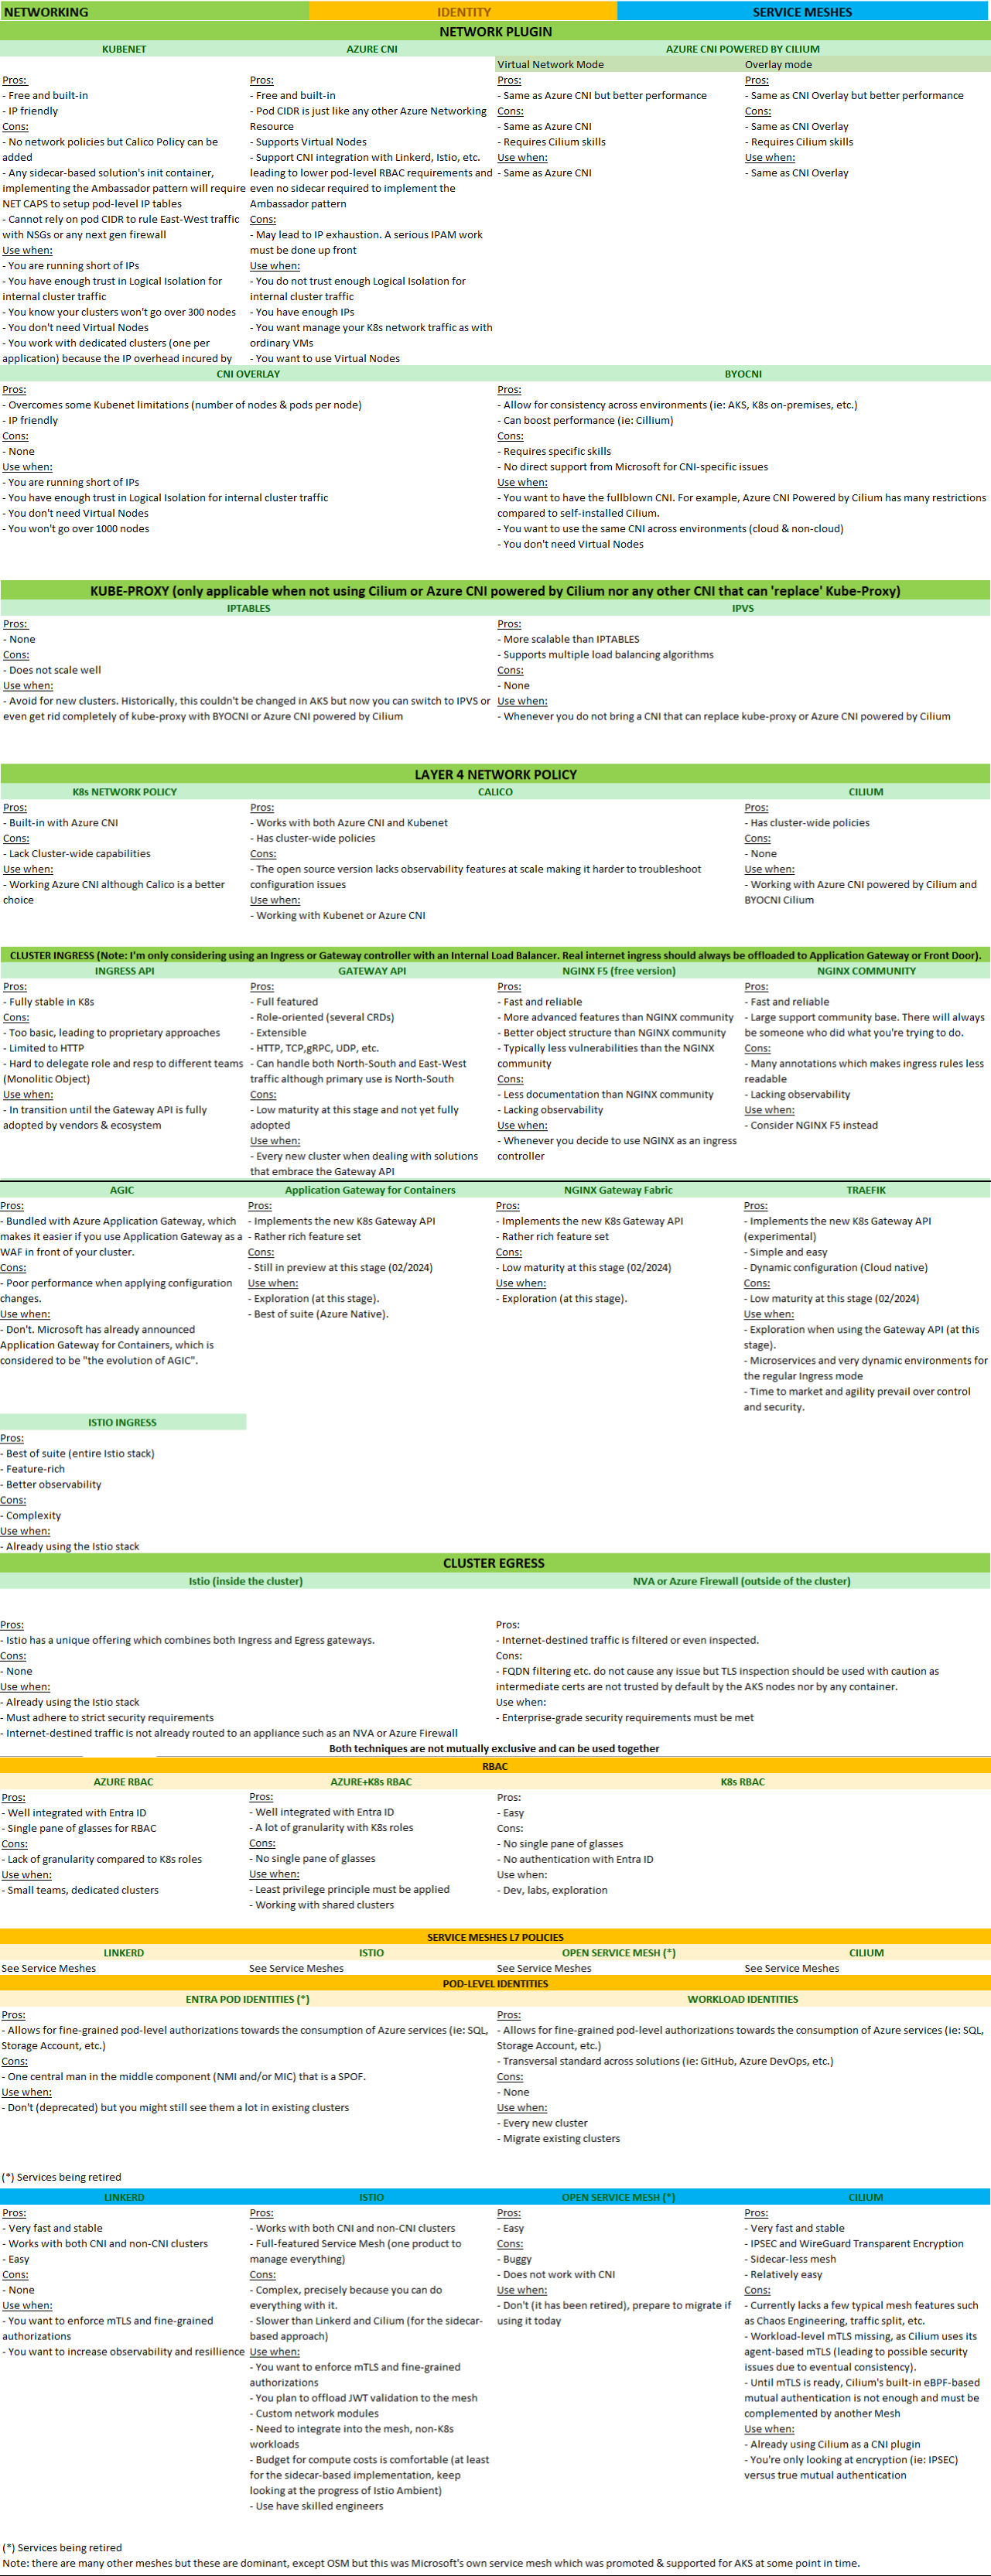 NETWORKING
IDENTITY
SERVICE MESHES
NETWORK PLUGIN
KUBENET
AZURE CNI
AZURE CNI POWERED BY CILIUM
Virtual Network Mode
Overlay mode
Pros:
- Free and built-in
- IP friendly
Cons:
- No network policies but Calico Policy can be
added
- Any sidecar-based solution's init container,
implementing the Ambassador pattern will require
NET CAPS to setup pod-level IP tables
- Cannot rely on pod CIDR to rule East-West traffic
with NSGs or any next gen firewall
Use when:
- You are running short of IPs
- You have enough trust in Logical Isolation for
internal cluster traffic
- You know your clusters won't go over 300 nodes
- You don't need Virtual Nodes
- You work with dedicated clusters (one per
application) because the IP overhead incured by
Pros:
- Free and built-in
- Pod CIDR is just like any other Azure Networking
Resource
- Supports Virtual Nodes
- Support CNI integration with Linkerd, Istio, etc.
leading to lower pod-level RBAC requirements and
even no sidecar required to implement the
Ambassador pattern
Cons:
- May lead to IP exhaustion. A serious IPAM work
must be done up front
Use when:
- You do not trust enough Logical Isolation for
internal cluster traffic
- You have enough IPs
- You want manage your K8s network traffic as with
ordinary VMs
- You want to use Virtual Nodes
Pros:
- Same as Azure CNI but better performance
Cons:
- Same as Azure CNI
- Requires Cilium skills
Use when:
- Same as Azure CNI
Pros:
- Same as CNI Overlay but better performance
Cons:
- Same as CNI Overlay
- Requires Cilium skills
Use when:
- Same as CNI Overlay
CNI OVERLAY
BYOCNI
Pros:
- Overcomes some Kubenet limitations (number of nodes & pods per node)
- IP friendly
Cons:
- None
Use when:
- You are running short of IPs
- You have enough trust in Logical Isolation for internal cluster traffic
- You don't need Virtual Nodes
- You won't go over 1000 nodes
Pros:
- Allow for consistency across environments (ie: AKS, K8s on-premises, etc.)
- Can boost performance (ie: Cillium)
Cons:
- Requires specific skills
- No direct support from Microsoft for CNI-specific issues
Use when:
- You want to have the fullblown CNI. For example, Azure CNI Powered by Cilium has many restrictions
compared to self-installed Cilium.
- You want to use the same CNI across environments (cloud & non-cloud)
- You don't need Virtual Nodes
KUBE-PROXY (only applicable when not using Cilium or Azure CNI powered by Cilium nor any other CNI that can 'replace' Kube-Proxy)
IPTABLES
IPVS
Pros:
- None
Cons:
- Does not scale well
Use when:
- Avoid for new clusters. Historically, this couldn't be changed in AKS but now you can switch to IPVS or
even get rid completely of kube-proxy with BYOCNI or Azure CNI powered by Cilium
Pros:
- More scalable than IPTABLES
- Supports multiple load balancing algorithms
Cons:
- None
Use when:
- Whenever you do not bring a CNI that can replace kube-proxy or Azure CNI powered by Cilium
LAYER 4 NETWORK POLICY
K8s NETWORK POLICY
CALICO
CILIUM
Pros:
- Built-in with Azure CNI
Cons:
- Lack Cluster-wide capabilities
Use when:
- Working Azure CNI although Calico is a better
choice
Pros:
- Works with both Azure CNI and Kubenet
- Has cluster-wide policies
Cons:
- The open source version lacks observability features at scale making it harder to troubleshoot
configuration issues
Use when:
- Working with Kubenet or Azure CNI
Pros:
- Has cluster-wide policies
Cons:
- None
Use when:
- Working with Azure CNI powered by Cilium and
BYOCNI Cilium
CLUSTER INGRESS (Note: I'm only considering using an Ingress or Gateway controller with an Internal Load Balancer. Real internet ingress should always be offloaded to Application Gateway or Front Door).
INGRESS API
GATEWAY API
NGINX F5 (free version)
NGINX COMMUNITY
Pros:
- Fully stable in K8s
Cons:
- Too basic, leading to proprietary approaches
- Limited to HTTP
- Hard to delegate role and resp to different teams
(Monolitic Object)
Use when:
- In transition until the Gateway API is fully
adopted by vendors & ecosystem
Pros:
- Full featured
- Role-oriented (several CRDs)
- Extensible
- HTTP, TCP,gRPC, UDP, etc.
- Can handle both North-South and East-West
traffic although primary use is North-South
Cons:
- Low maturity at this stage and not yet fully
adopted
Use when:
- Every new cluster when dealing with solutions
that embrace the Gateway API
Pros:
- Fast and reliable
- More advanced features than NGINX community
- Better object structure than NGINX community
- Typically less vulnerabilities than the NGINX
community
Cons:
- Less documentation than NGINX community
- Lacking observability
Use when:
- Whenever you decide to use NGINX as an ingress
controller
Pros:
- Fast and reliable
- Large support community base. There will always
be someone who did what you're trying to do.
Cons:
- Many annotations which makes ingress rules less
readable
- Lacking observability
Use when:
- Consider NGINX F5 instead
AGIC
Application Gateway for Containers
NGINX Gateway Fabric
TRAEFIK
Pros:
- Bundled with Azure Application Gateway, which
makes it easier if you use Application Gateway as a
WAF in front of your cluster.
Cons:
- Poor performance when applying configuration
changes.
Use when:
- Don't. Microsoft has already announced
Application Gateway for Containers, which is
considered to be "the evolution of AGIC".
Pros:
- Implements the new K8s Gateway API
- Rather rich feature set
Cons:
- Still in preview at this stage (02/2024)
Use when:
- Exploration (at this stage).
- Best of suite (Azure Native).
Pros:
- Implements the new K8s Gateway API
- Rather rich feature set
Cons:
- Low maturity at this stage (02/2024)
Use when:
- Exploration (at this stage).
Pros:
- Implements the new K8s Gateway API
(experimental)
- Simple and easy
- Dynamic configuration (Cloud native)
Cons:
- Low maturity at this stage (02/2024)
Use when:
- Exploration when using the Gateway API (at this
stage).
- Microservices and very dynamic environments for
the regular Ingress mode
- Time to market and agility prevail over control
and security.
ISTIO INGRESS
Pros:
- Best of suite (entire Istio stack)
- Feature-rich
- Better observability
Cons:
- Complexity
Use when:
- Already using the Istio stack
CLUSTER EGRESS
Istio (inside the cluster)
NVA or Azure Firewall (outside of the cluster)
Pros:
- Istio has a unique offering which combines both Ingress and Egress gateways.
Cons:
- None
Use when:
- Already using the Istio stack
- Must adhere to strict security requirements
- Internet-destined traffic is not already routed to an appliance such as an NVA or Azure Firewall
Pros:
- Internet-destined traffic is filtered or even inspected.
Cons:
- FQDN filtering etc. do not cause any issue but TLS inspection should be used with caution as
intermediate certs are not trusted by default by the AKS nodes nor by any container.
Use when:
- Enterprise-grade security requirements must be met
Both techniques are not mutually exclusive and can be used together
RBAC
AZURE RBAC
AZURE+K8s RBAC
K8s RBAC
Pros:
- Well integrated with Entra ID
- Single pane of glasses for RBAC
Cons:
- Lack of granularity compared to K8s roles
Use when:
- Small teams, dedicated clusters
Pros:
- Well integrated with Entra ID
- A lot of granularity with K8s roles
Cons:
- No single pane of glasses
Use when:
- Least privilege principle must be applied
- Working with shared clusters
Pros:
- Easy
Cons:
- No single pane of glasses
- No authentication with Entra ID
Use when:
- Dev, labs, exploration
SERVICE MESHES L7 POLICIES
LINKERD
ISTIO
OPEN SERVICE MESH (*)
CILIUM
See Service Meshes
See Service Meshes
See Service Meshes
See Service Meshes
POD-LEVEL IDENTITIES
ENTRA POD IDENTITIES (*)
WORKLOAD IDENTITIES
Pros:
- Allows for fine-grained pod-level authorizations towards the consumption of Azure services (ie: SQL,
Storage Account, etc.)
Cons:
- One central man in the middle component (NMI and/or MIC) that is a SPOF.
Use when:
- Don't (deprecated) but you might still see them a lot in existing clusters
Pros:
- Allows for fine-grained pod-level authorizations towards the consumption of Azure services (ie: SQL,
Storage Account, etc.)
- Transversal standard across solutions (ie: GitHub, Azure DevOps, etc.)
Cons:
- None
Use when:
- Every new cluster
- Migrate existing clusters
(*) Services being retired
LINKERD
ISTIO
OPEN SERVICE MESH (*)
CILIUM
Pros:
- Very fast and stable
- Works with both CNI and non-CNI clusters
- Easy
Cons:
- None
Use when:
- You want to enforce mTLS and fine-grained
authorizations
- You want to increase observability and resillience
Pros:
- Works with both CNI and non-CNI clusters
- Full-featured Service Mesh (one product to
manage everything)
Cons:
- Complex, precisely because you can do
everything with it.
- Slower than Linkerd and Cilium (for the sidecar-
based approach)
Use when:
- You want to enforce mTLS and fine-grained
authorizations
- You plan to offload JWT validation to the mesh
- Custom network modules
- Need to integrate into the mesh, non-K8s
workloads
- Budget for compute costs is comfortable (at least
for the sidecar-based implementation, keep
looking at the progress of Istio Ambient)
- Use have skilled engineers
Pros:
- Easy
Cons:
- Buggy
- Does not work with CNI
Use when:
- Don't (it has been retired), prepare to migrate if
using it today
Pros:
- Very fast and stable
- IPSEC and WireGuard Transparent Encryption
- Sidecar-less mesh
- Relatively easy
Cons:
- Currently lacks a few typical mesh features such
as Chaos Engineering, traffic split, etc.
- Workload-level mTLS missing, as Cilium uses its
agent-based mTLS (leading to possible security
issues due to eventual consistency).
- Until mTLS is ready, Cilium's built-in eBPF-based
mutual authentication is not enough and must be
complemented by another Mesh
Use when:
- Already using Cilium as a CNI plugin
- You're only looking at encryption (ie: IPSEC)
versus true mutual authentication
(*) Services being retired
Note: there are many other meshes but these are dominant, except OSM but this was Microsoft's own service mesh which was promoted & supported for AKS at some point in time.